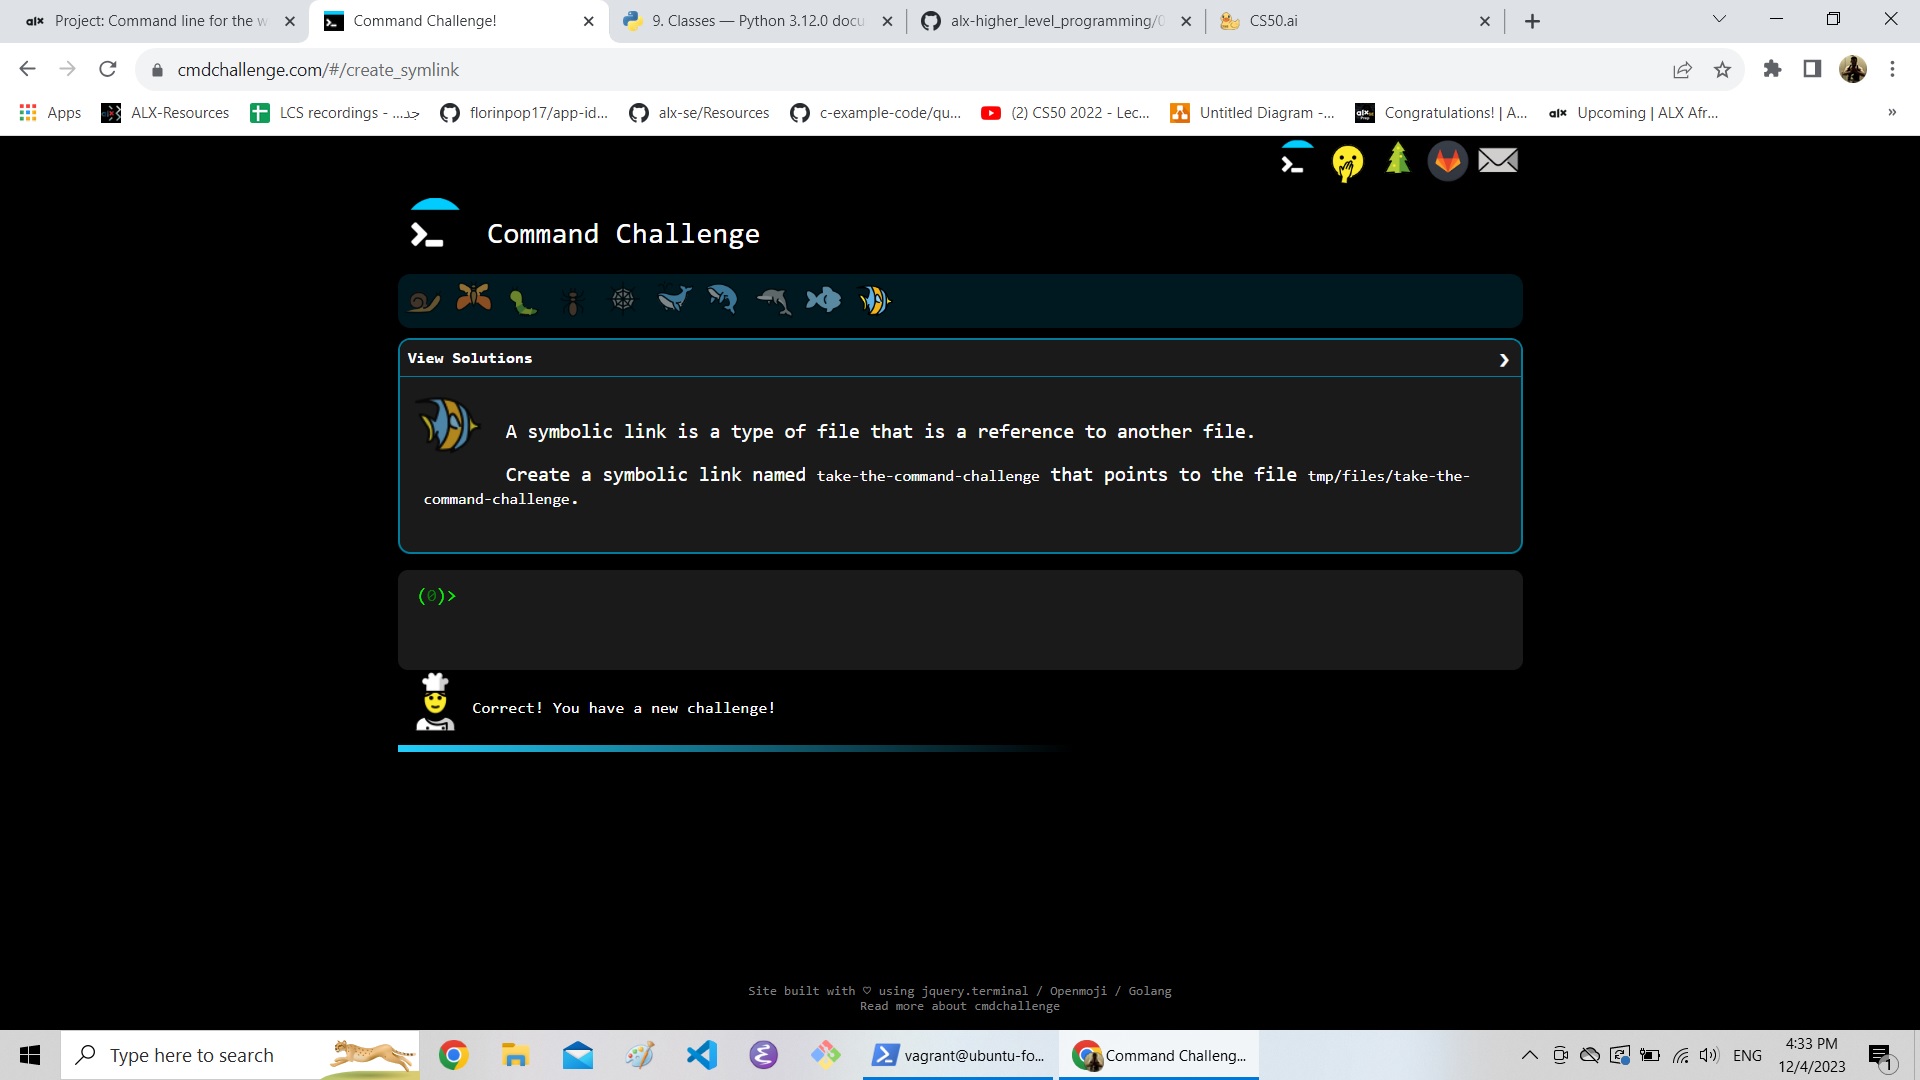 Project: Command line for the w
Command Challenge!
9. Classes — Python 3.12.0 docu
alx-higher_level_programming/0
CS50.ai
cmdchallenge.com/#/create_symlink
Apps
ALX-Resources
LCS recordings - ...جد
florinpop17/app-id...
alx-se/Resources
c-example-code/qu...
(2) CS50 2022 - Lec...
Untitled Diagram -...
Congratulations! | A...
alx Upcoming | ALX Afr...
Command Challenge
View Solutions
A symbolic link is a type of file that is a reference to another file.
Create a symbolic link named take-the-command-challenge that points to the file tmp/files/take-the-
command-challenge.
(0)>
Correct! You have a new challenge!
Site built with ♡ using jquery.terminal / Openmoji / Golang
Read more about cmdchallenge
Type here to search
vagrant@ubuntu-fo...
Command Challeng...
ENG
4:33 PM
12/4/2023
1